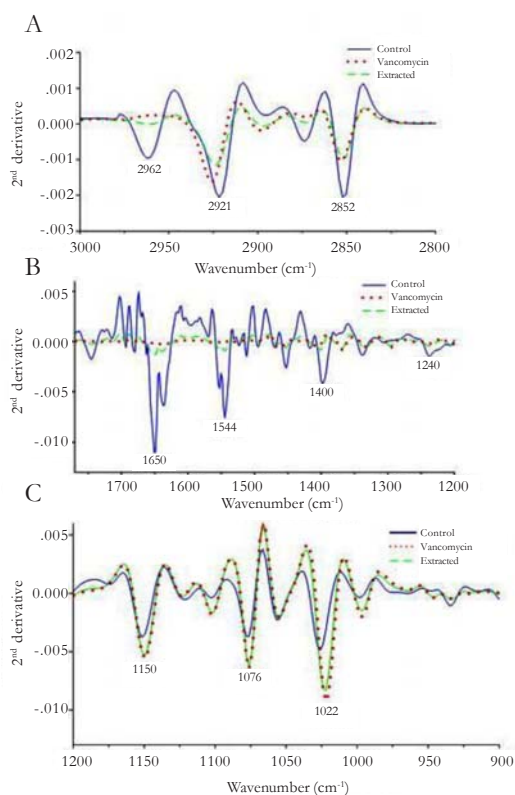 A
.002
.001
0.000
-.001
-.002
-.003
2nd derivative
Control
Vancomycin
Extracted
2962
2921
2852
3000 2950 2900 2850 2800
Wavenumber (cm-1)
B
.005
0.000
-.005
-.010
2nd derivative
Control
Vancomycin
Extracted
1650
1544
1400
1240
1700 1600 1500 1400 1300 1200
Wavenumber (cm-1)
C
.005
0.000
-.005
-.010
2nd derivative
Control
Vancomycin
Extracted
1150
1076
1022
1200 1150 1100 1050 1000 950 900
Wavenumber (cm-1)